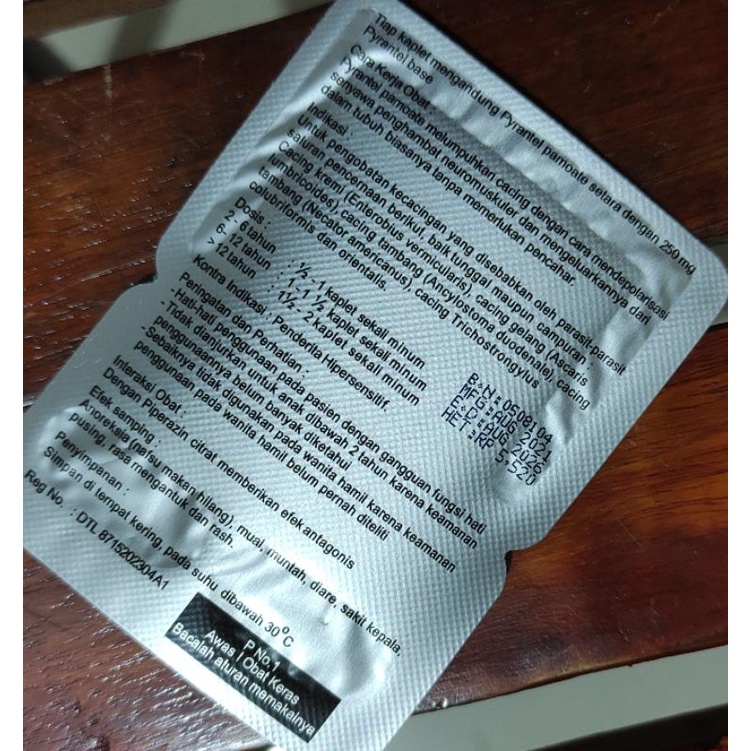 Tiap kaplet mengandung Pyrantel pamoate setara dengan 250 mg
Pyrantel base
Cara Kerja Obat :
Pyrantel pamoate melumpuhkan cacing dengan cara mendepolarisasi
senyawa penghambat neuromuskuler dan mengeluarkannya dari
dalam tubuh biasanya tanpa memerlukan pencahar.
Indikasi :
Untuk pengobatan kecacingan yang disebabkan oleh parasit-parasit
saluran pencernaan berikut, baik tunggal maupun campuran :
Cacing kremi (Enterobius vermicularis), cacing gelang (Ascaris
lumbricoides), cacing tambang (Ancylostoma duodenale), cacing
tambang (Necator americanus), cacing Trichostrongylus
colubriformis dan orientalis.
Dosis :
2- 6 tahun : ½ - 1 kaplet sekali minum
6- 12 tahun : 1 - 1 ½ kaplet sekali minum
> 12 tahun : 1½ - 2 kaplet sekali minum
Kontra Indikasi : Penderita Hipersensitif.
Peringatan dan Perhatian :
-Hati-hati penggunaan pada pasien dengan gangguan fungsi hati
-Tidak dianjurkan untuk anak dibawah 2 tahun karena keamanan
penggunaannya belum banyak diketahui
-Sebaiknya tidak digunakan pada wanita hamil karena keamanan
penggunaan pada wanita hamil belum pernah diteliti
Interaksi Obat :
Dengan Piperazin citrat memberikan efek antagonis
Efek samping :
Anoreksia (nafsu makan hilang), mual, muntah, diare, sakit kepala,
pusing, rasa mengantuk dan rash.
Penyimpanan :
Simpan di tempat kering, pada suhu dibawah 30°C
Reg No. : DTL 8715202304A1
B.N. : 0508104
AUG 2021
AUG 2026
HET : RP 5.520
P No.1
Awas ! Obat Keras
Bacalah aturan memakainya